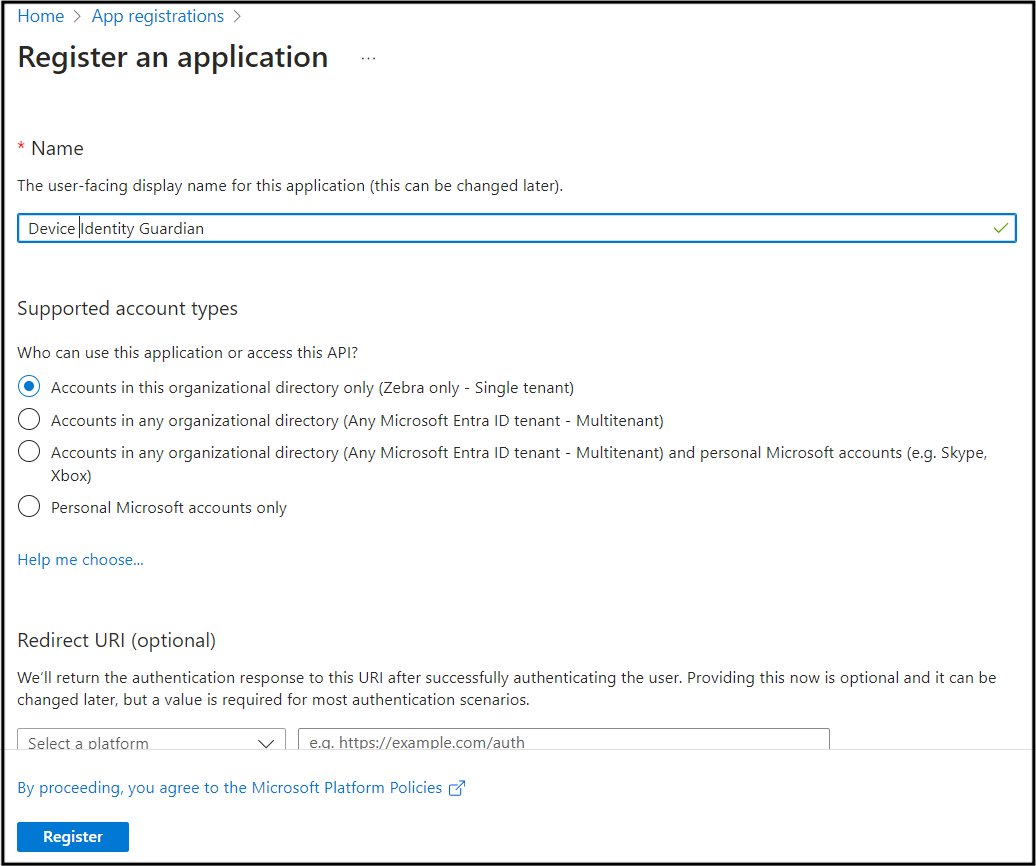 Home > App registrations >
Register an application ...
* Name
The user-facing display name for this application (this can be changed later).
Device Identity Guardian
Supported account types
Who can use this application or access this API?
Accounts in this organizational directory only (Zebra only - Single tenant)
Accounts in any organizational directory (Any Microsoft Entra ID tenant - Multitenant)
Accounts in any organizational directory (Any Microsoft Entra ID tenant - Multitenant) and personal Microsoft accounts (e.g. Skype,
Xbox)
Personal Microsoft accounts only
Help me choose...
Redirect URI (optional)
We'll return the authentication response to this URI after successfully authenticating the user. Providing this now is optional and it can be
changed later, but a value is required for most authentication scenarios.
Select a platform
e.g. https://example.com/auth
By proceeding, you agree to the Microsoft Platform Policies
Register